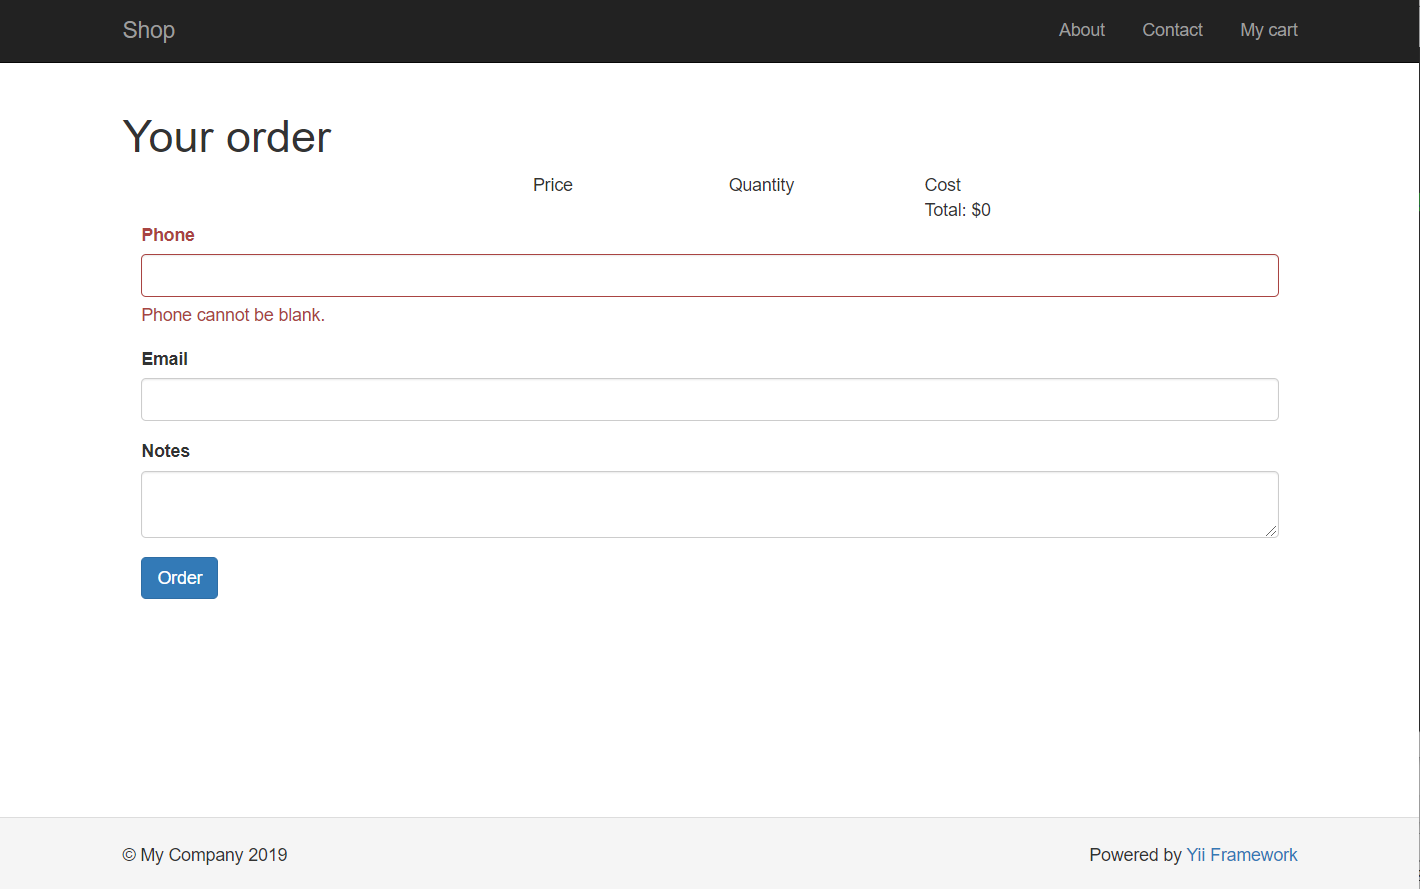 Shop About Contact My cart
Your order
Price Quantity Cost
Total: $0
Phone
Phone cannot be blank.
Email
Notes
Order
© My Company 2019 Powered by Yii Framework